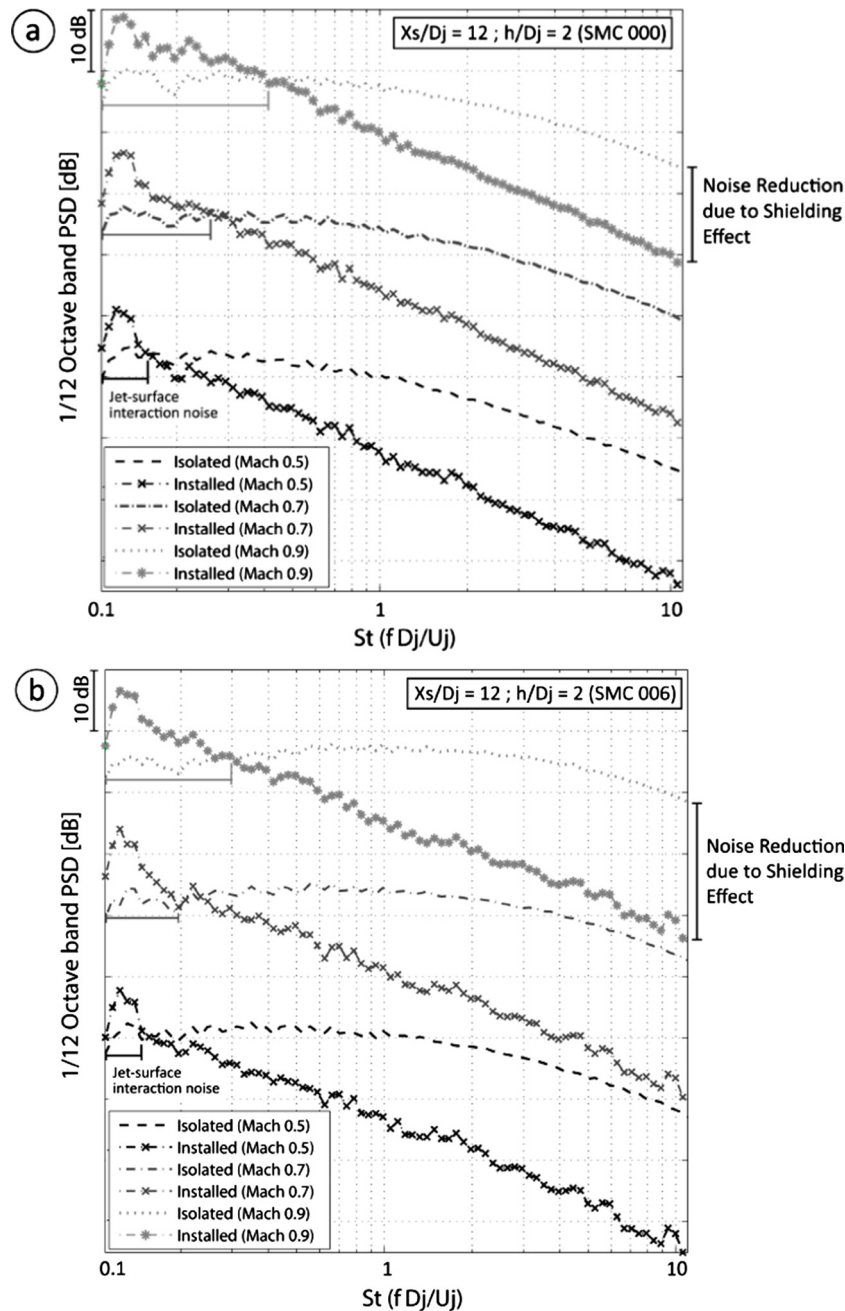 a
10 dB
Xs/Dj = 12 ; h/Dj = 2 (SMC 000)
1/12 Octave band PSD [dB]
Noise Reduction
due to Shielding
Effect
Jet-surface
interaction noise
Isolated (Mach 0.5)
Installed (Mach 0.5)
Isolated (Mach 0.7)
Installed (Mach 0.7)
Isolated (Mach 0.9)
Installed (Mach 0.9)
0.1
1
10
St (f Dj/Uj)
b
10 dB
Xs/Dj = 12 ; h/Dj = 2 (SMC 006)
1/12 Octave band PSD [dB]
Noise Reduction
due to Shielding
Effect
Jet-surface
interaction noise
Isolated (Mach 0.5)
Installed (Mach 0.5)
Isolated (Mach 0.7)
Installed (Mach 0.7)
Isolated (Mach 0.9)
Installed (Mach 0.9)
0.1
1
10
St (f Dj/Uj)